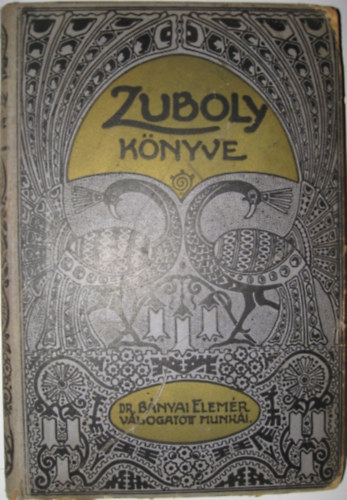 ZUBOLY
KÖNYVE
DR. BÁNYAI ELEMÉR
VÁLOGATOTT MUNKÁI.